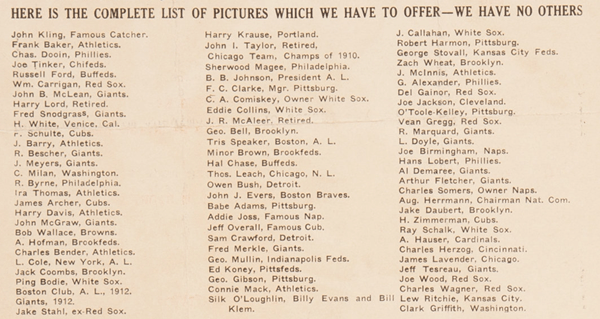 HERE IS THE COMPLETE LIST OF PICTURES WHICH WE HAVE TO OFFER—WE HAVE NO OTHERS
John Kling, Famous Catcher.
Frank Baker, Athletics.
Chas. Dooin, Phillies.
Joe Tinker, Chifeds.
Russell Ford, Buffeds.
Wm. Carrigan, Red Sox.
John B. McLean, Giants.
Harry Lord, Retired.
Fred Snodgrass, Giants.
H. White, Venice, Cal.
F. Schulte, Cubs.
J. Barry, Athletics.
R. Bescher, Giants.
J. Meyers, Giants.
C. Milan, Washington.
R. Byrne, Philadelphia.
Ira Thomas, Athletics.
James Archer, Cubs.
Harry Davis, Athletics.
John McGraw, Giants.
Bob Wallace, Browns.
A. Hofman, Brookfeds.
Charles Bender, Athletics.
L. Cole, New York, A. L.
Jack Coombs, Brooklyn.
Ping Bodie, White Sox.
Boston Club, A. L., 1912.
Giants, 1912.
Jake Stahl, ex-Red Sox.
Harry Krause, Portland.
John I. Taylor, Retired,
Chicago Team, Champs of 1910.
Sherwood Magee, Philadelphia.
B. B. Johnson, President A. L.
F. C. Clarke, Mgr. Pittsburg.
C. A. Comiskey, Owner White Sox.
Eddie Collins, White Sox.
J. R. McAleer, Retired.
Geo. Bell, Brooklyn.
Tris Speaker, Boston, A. L.
Minor Brown, Brookfeds.
Hal Chase, Buffeds.
Thos. Leach, Chicago, N. L.
Owen Bush, Detroit.
John J. Evers, Boston Braves.
Babe Adams, Pittsburg.
Addie Joss, Famous Nap.
Jeff Overall, Famous Cub.
Sam Crawford, Detroit.
Fred Merkle, Giants.
Geo. Mullin, Indianapolis Feds.
Ed Koney, Pittsfeds.
Geo. Gibson, Pittsburg.
Connie Mack, Athletics.
Silk O'Loughlin, Billy Evans and Bill
Klem.
J. Callahan, White Sox.
Robert Harmon, Pittsburg.
George Stovall, Kansas City Feds.
Zach Wheat, Brooklyn.
J. McInnis, Athletics.
G. Alexander, Phillies.
Del Gainor, Red Sox.
Joe Jackson, Cleveland.
O'Toole-Kelley, Pittsburg.
Vean Gregg, Red Sox.
R. Marquard, Giants.
L. Doyle, Giants.
Joe Birmingham, Naps.
Hans Lobert, Phillies.
Al Demaree, Giants.
Arthur Fletcher, Giants.
Charles Somers, Owner Naps.
Aug. Herrmann, Chairman Nat. Com.
Jake Daubert, Brooklyn.
H. Zimmerman, Cubs.
Ray Schalk, White Sox.
A. Hauser, Cardinals.
Charles Herzog, Cincinnati.
James Lavender, Chicago.
Jeff Tesreau, Giants.
Joe Wood, Red Sox.
Charles Wagner, Red Sox.
Lew Ritchie, Kansas City.
Clark Griffith, Washington.